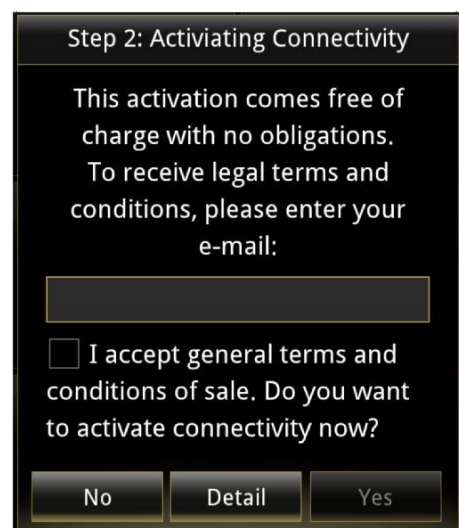 Step 2: Activiating Connectivity
This activation comes free of
charge with no obligations.
To receive legal terms and
conditions, please enter your
e-mail:
I accept general terms and
conditions of sale. Do you want
to activate connectivity now?
No Detail Yes